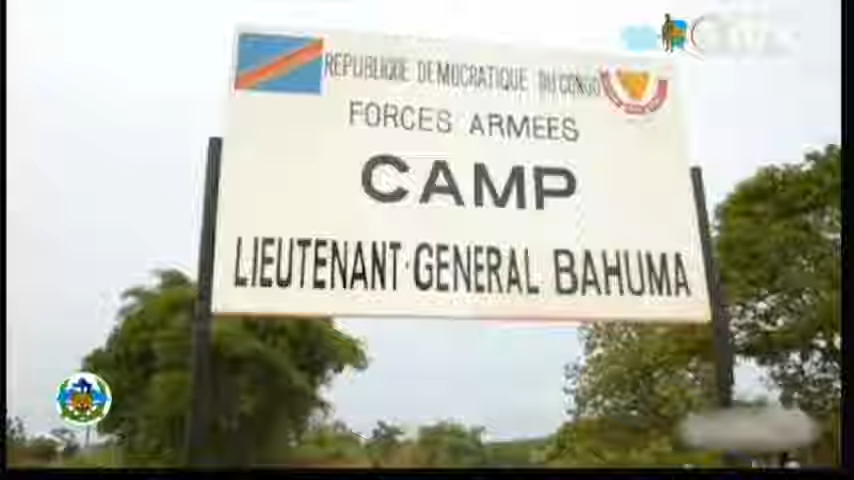 REPUBLIQUE DEMOCRATIQUE DU CONGO
FORCES ARMEES
CAMP
LIEUTENANT-GENERAL BAHUMA